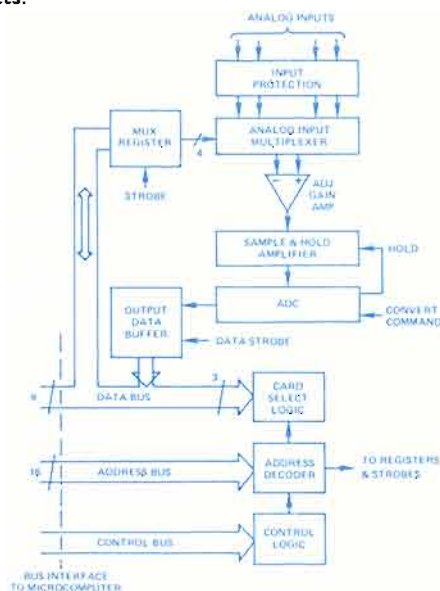 ets.
ANALOG INPUTS
INPUT
PROTECTION
MUX
REGISTER
4
ANALOG INPUT
MULTIPLEXER
STROBE
- +
ADJ
GAIN
AMP
SAMPLE & HOLD
AMPLIFIER
HOLD
OUTPUT
DATA
BUFFER
ADC
CONVERT
COMMAND
DATA STROBE
3
8
DATA BUS
CARD
SELECT
LOGIC
16
ADDRESS BUS
ADDRESS
DECODER
TO REGISTERS
& STROBES
CONTROL BUS
CONTROL
LOGIC
BUS INTERFACE
TO MICROCOMPUTER